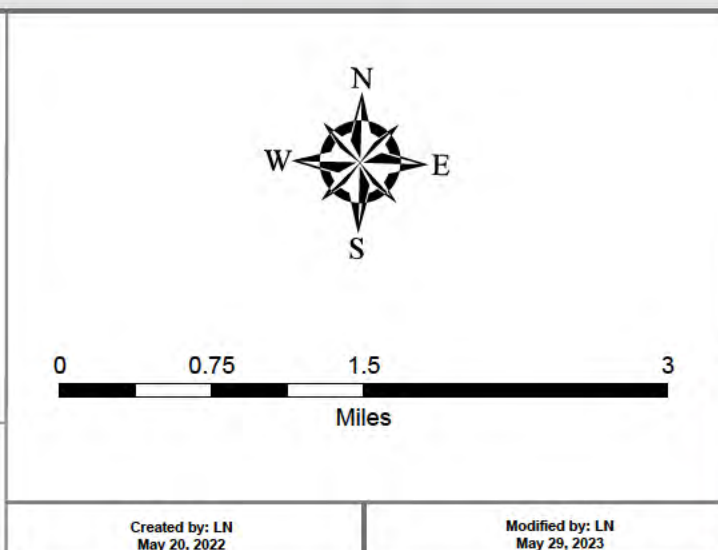 N
W E
S
0 0.75 1.5 3
Miles
Created by: LN
May 20, 2022
Modified by: LN
May 29, 2023